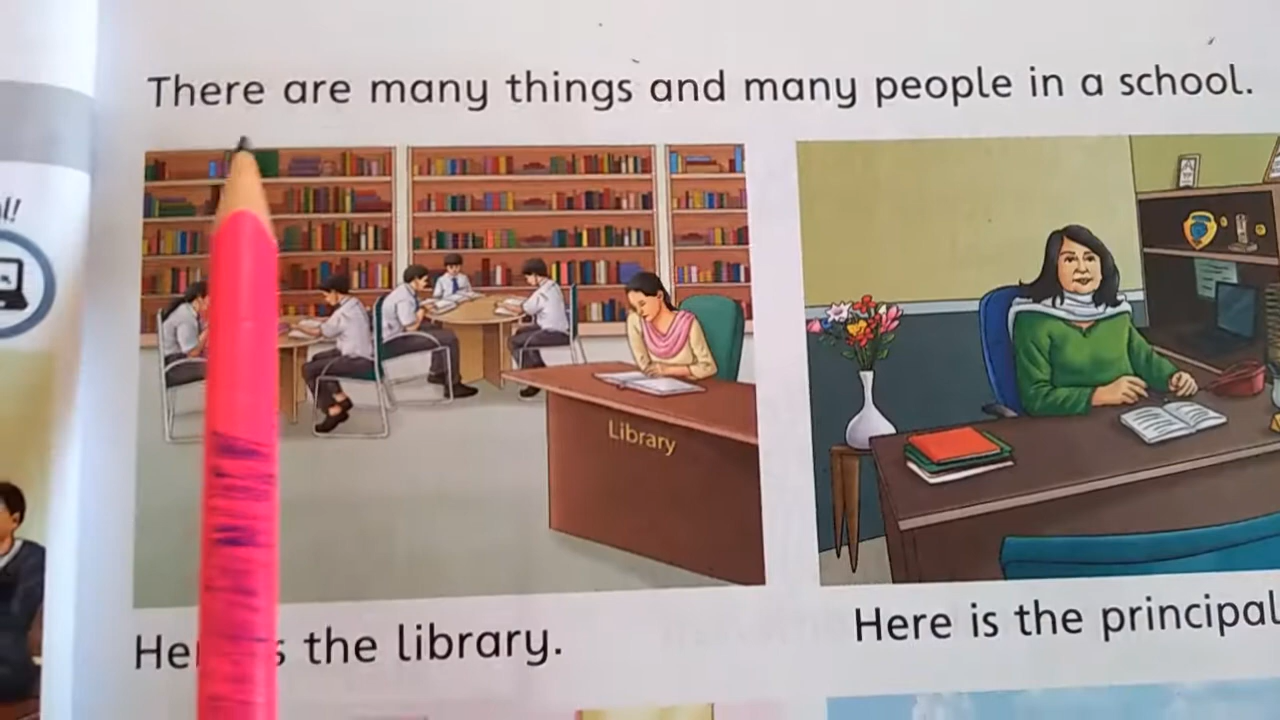 There are many things and many people in a school.
l!
Library
the library.
Here is the principal